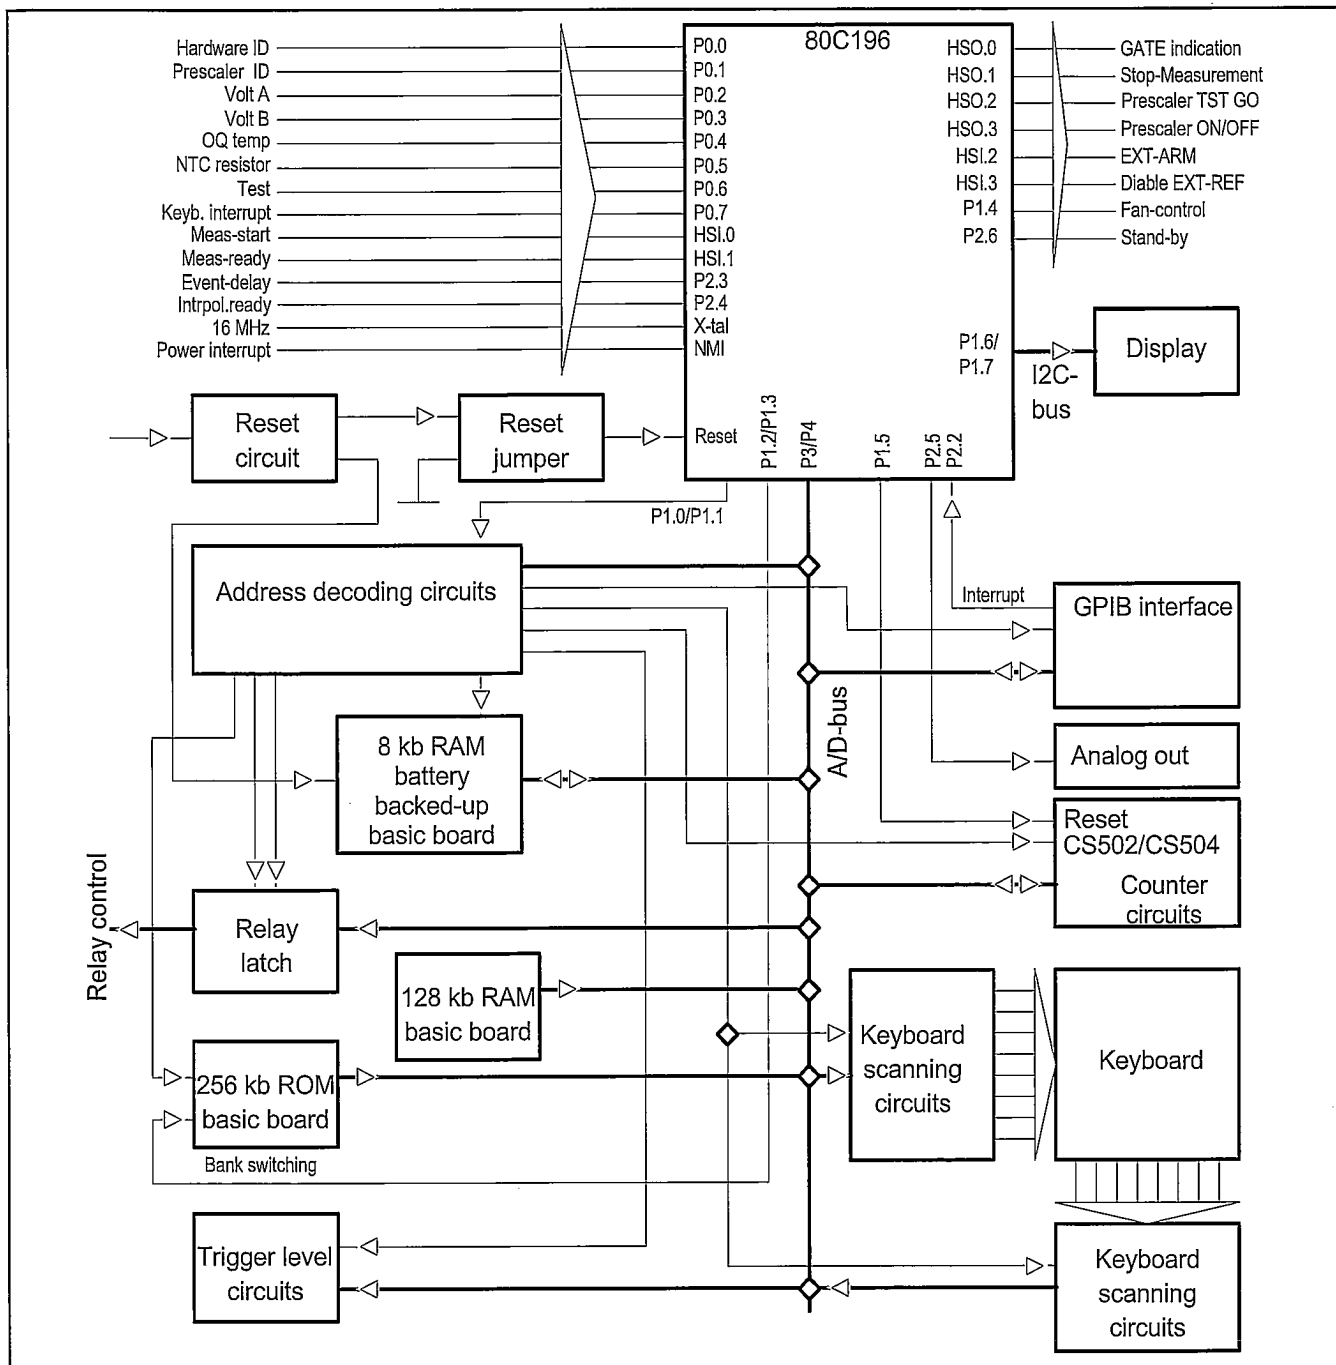 80C196
Hardware ID
Prescaler ID
Volt A
Volt B
OQ temp
NTC resistor
Test
Keyb. interrupt
Meas-start
Meas-ready
Event-delay
Intrpol.ready
16 MHz
Power interrupt
P0.0
P0.1
P0.2
P0.3
P0.4
P0.5
P0.6
P0.7
HSI.0
HSI.1
P2.3
P2.4
X-tal
NMI
HSO.0
HSO.1
HSO.2
HSO.3
HSI.2
HSI.3
P1.4
P2.6
GATE indication
Stop-Measurement
Prescaler TST GO
Prescaler ON/OFF
EXT-ARM
Diable EXT-REF
Fan-control
Stand-by
P1.6/
P1.7
I2C-
bus
Display
Reset
circuit
Reset
jumper
Reset
P1.2/P1.3
P3/P4
P1.5
P2.5
P2.2
P1.0/P1.1
Address decoding circuits
Interrupt
GPIB interface
A/D-bus
8 kb RAM
battery
backed-up
basic board
Analog out
Reset
CS502/CS504
Counter
circuits
Relay control
Relay
latch
128 kb RAM
basic board
Keyboard
scanning
circuits
Keyboard
256 kb ROM
basic board
Bank switching
Trigger level
circuits
Keyboard
scanning
circuits